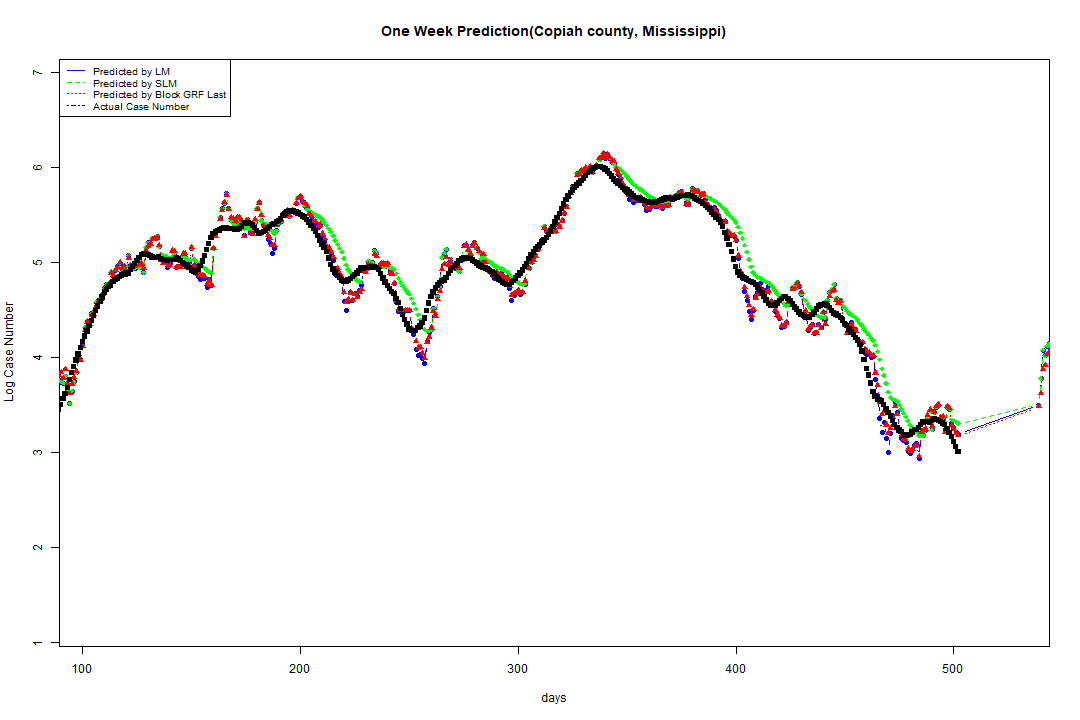 One Week Prediction(Copiah county, Mississippi)
Predicted by LM
Predicted by SLM
Predicted by Block GRF Last
Actual Case Number
Log Case Number
7
6
5
4
3
2
1
100 200 300 400 500
days